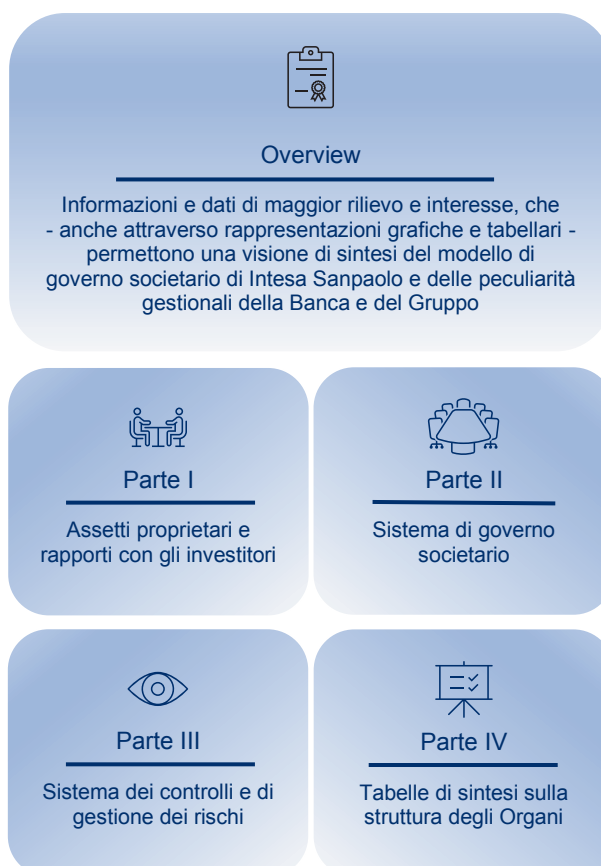 Overview
Informazioni e dati di maggior rilievo e interesse, che
- anche attraverso rappresentazioni grafiche e tabellari -
permettono una visione di sintesi del modello di
governo societario di Intesa Sanpaolo e delle peculiarità
gestionali della Banca e del Gruppo
Parte I
Assetti proprietari e
rapporti con gli investitori
Parte II
Sistema di governo
societario
Parte III
Sistema dei controlli e di
gestione dei rischi
Parte IV
Tabelle di sintesi sulla
struttura degli Organi